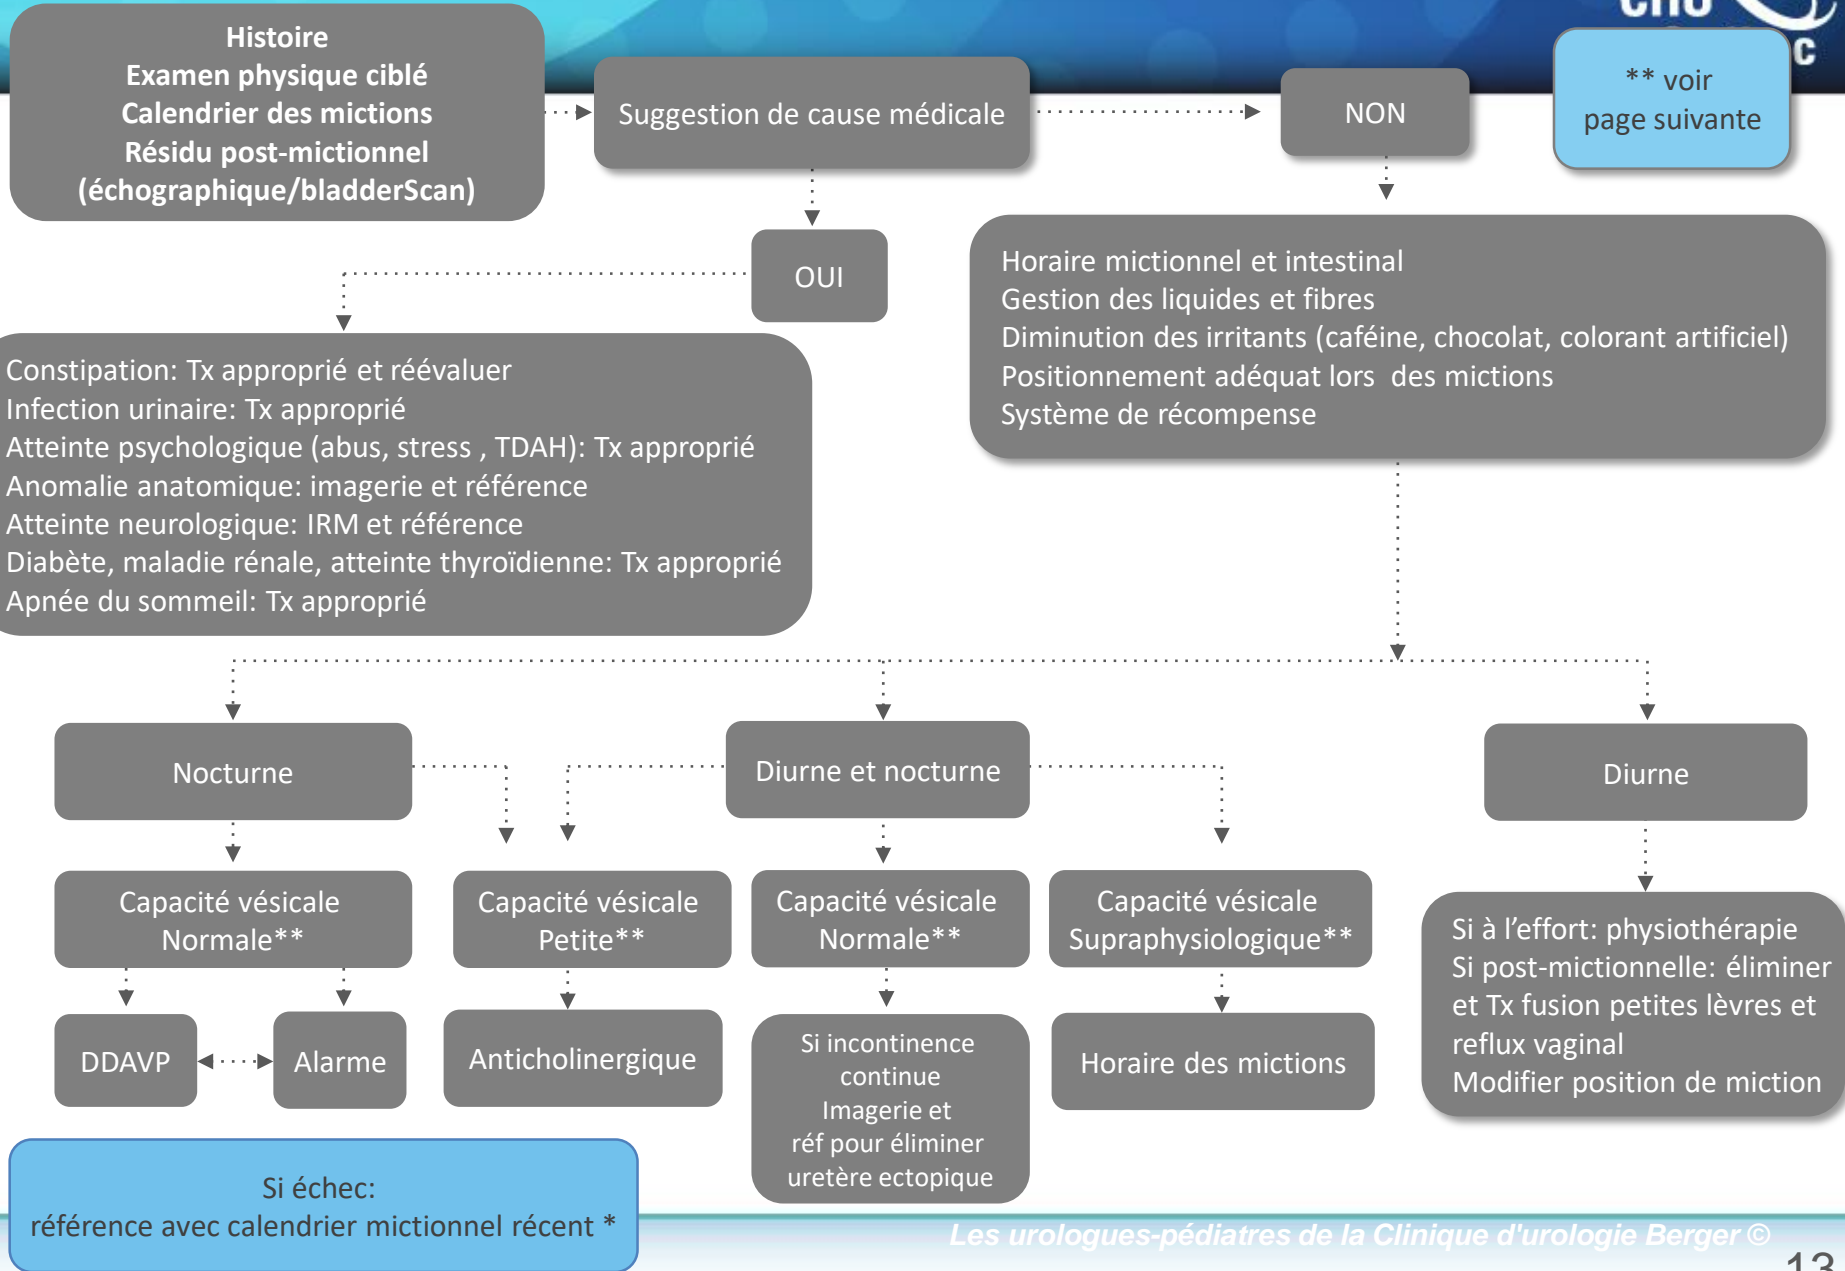 Histoire
Examen physique ciblé
Calendrier des mictions
Résidu post-mictionnel
(échographique/bladderScan)
Suggestion de cause médicale
NON
** voir
page suivante
OUI
Horaire mictionnel et intestinal
Gestion des liquides et fibres
Diminution des irritants (caféine, chocolat, colorant artificiel)
Positionnement adéquat lors des mictions
Système de récompense
Constipation: Tx approprié et réévaluer
Infection urinaire: Tx approprié
Atteinte psychologique (abus, stress , TDAH): Tx approprié
Anomalie anatomique: imagerie et référence
Atteinte neurologique: IRM et référence
Diabète, maladie rénale, atteinte thyroïdienne: Tx approprié
Apnée du sommeil: Tx approprié
Nocturne
Diurne et nocturne
Diurne
Capacité vésicale
Normale**
Capacité vésicale
Petite**
Capacité vésicale
Normale**
Capacité vésicale
Supraphysiologique**
Si à l’effort: physiothérapie
Si post-mictionnelle: éliminer
et Tx fusion petites lèvres et
reflux vaginal
Modifier position de miction
DDAVP
Alarme
Anticholinergique
Si incontinence
continue
Imagerie et
réf pour éliminer
uretère ectopique
Horaire des mictions
Si échec:
référence avec calendrier mictionnel récent *
Les urologues-pédiatres de la Clinique d'urologie Berger ©
13